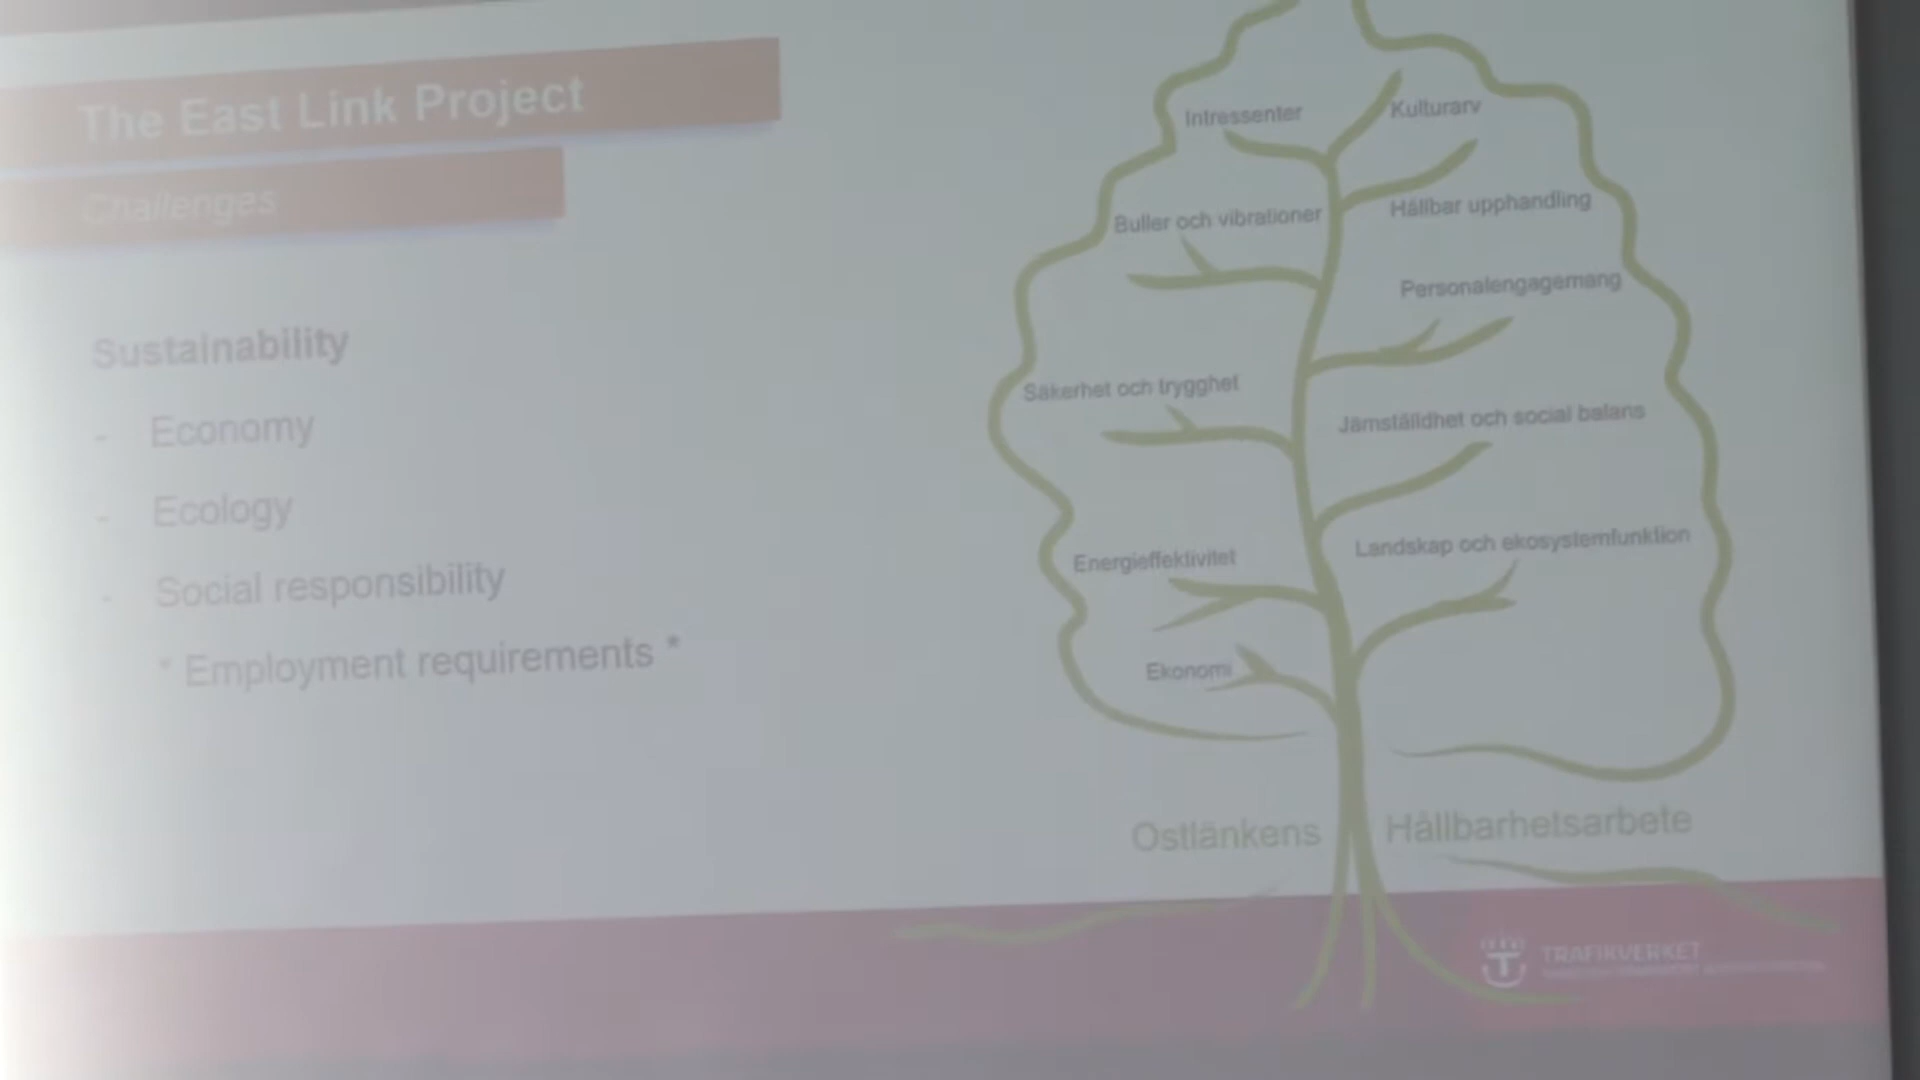 The East Link Project
Challenges
Sustainability
- Economy
- Ecology
- Social responsibility
* Employment requirements *
Intressenter
Kulturarv
Buller och vibrationer
Hållbar upphandling
Personalengagemang
Säkerhet och trygghet
Jämställdhet och social balans
Energieffektivitet
Landskap och ekosystemfunktion
Ekonomi
Ostlänkens Hållbarhetsarbete
TRAFIKVERKET